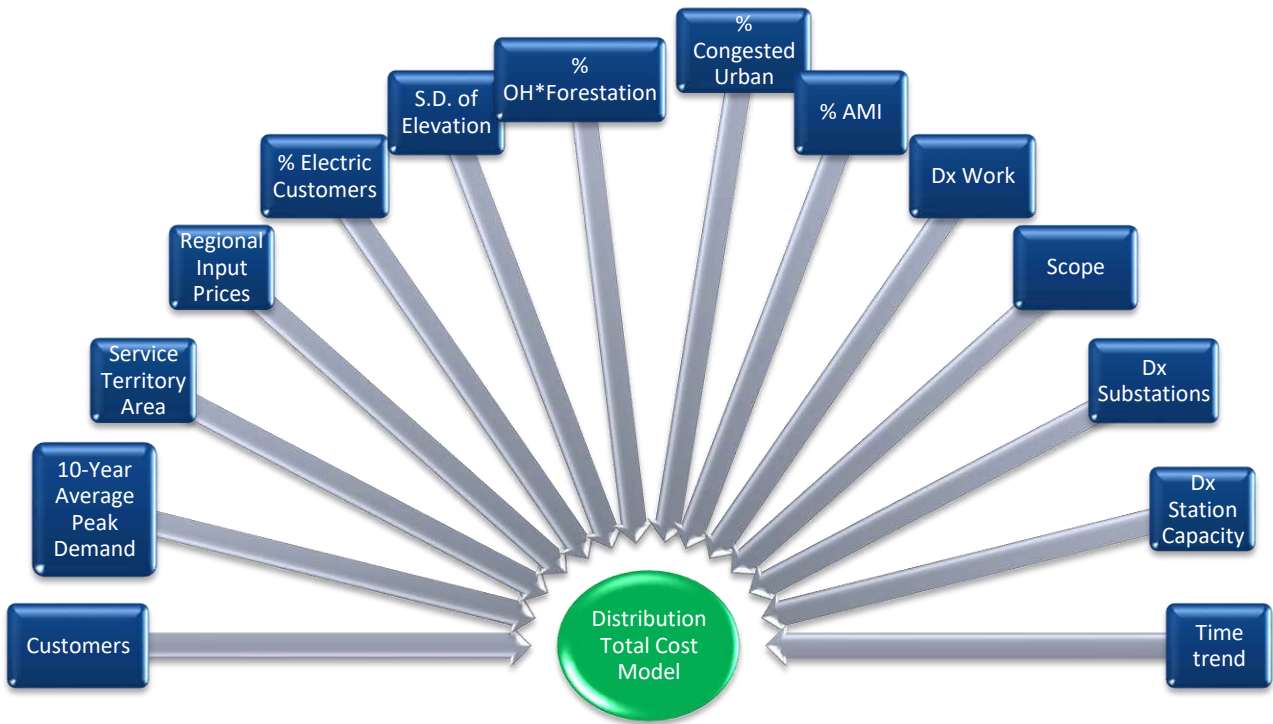 Customers
10-Year
Average
Peak
Demand
Service
Territory
Area
Regional
Input
Prices
% Electric
Customers
S.D. of
Elevation
%
OH*Forestation
%
Congested
Urban
% AMI
Dx Work
Scope
Dx
Substations
Dx
Station
Capacity
Time
trend
Distribution
Total Cost
Model